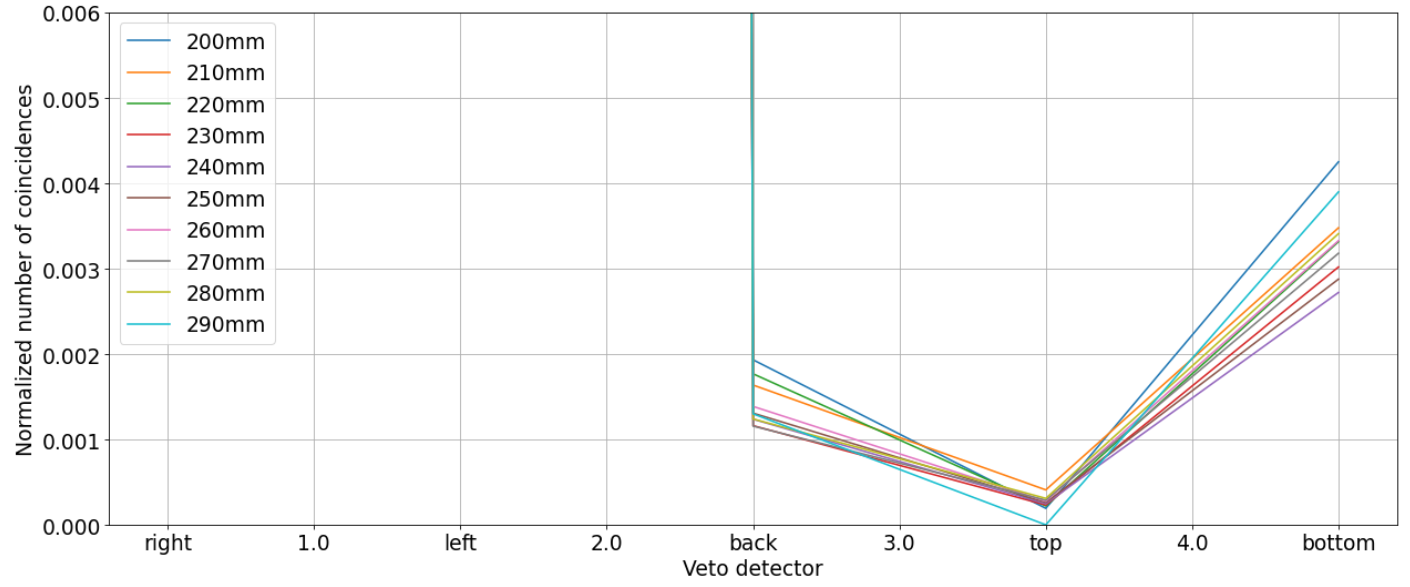 0.006
0.005
0.004
0.003
0.002
0.001
0.000
Normalized number of coincidences
200mm
210mm
220mm
230mm
240mm
250mm
260mm
270mm
280mm
290mm
right 1.0 left 2.0 back 3.0 top 4.0 bottom
Veto detector